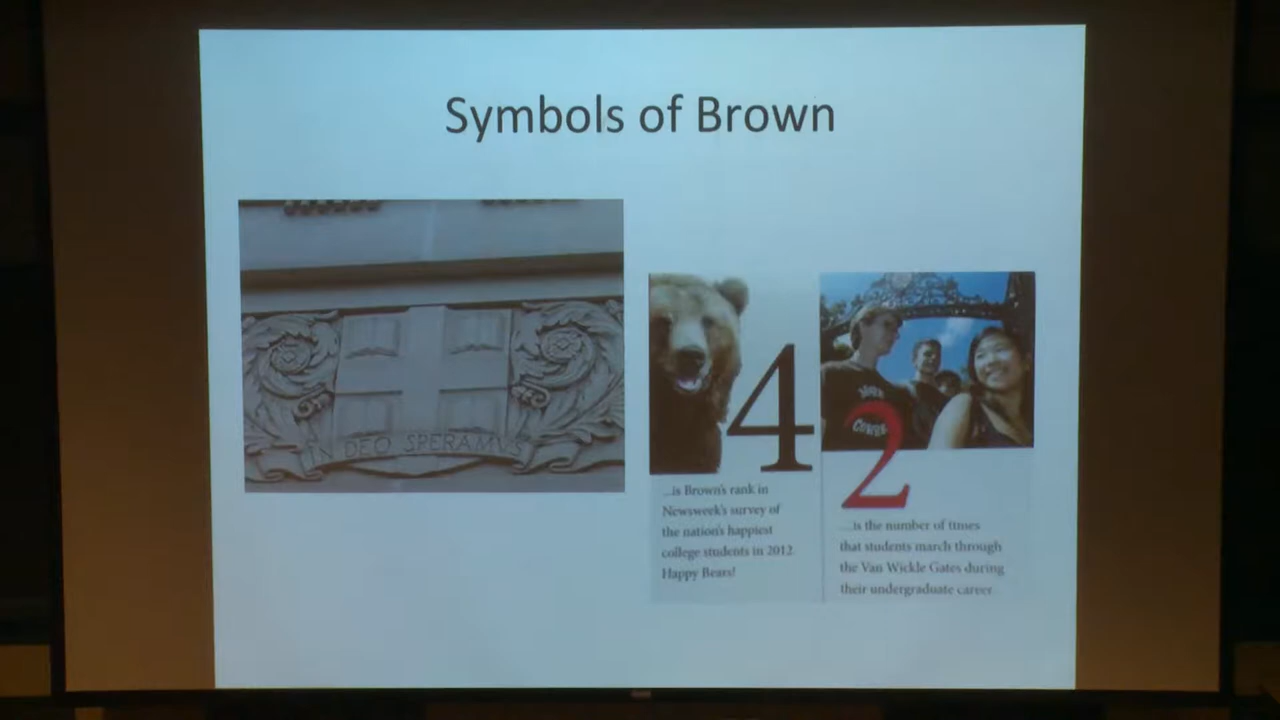 Symbols of Brown
IN DEO SPERAMVS
4
...is Brown's rank in
Newsweek's survey of
the nation's happiest
college students in 2012.
Happy Bears!
2
...is the number of times
that students march through
the Van Wickle Gates during
their undergraduate career.